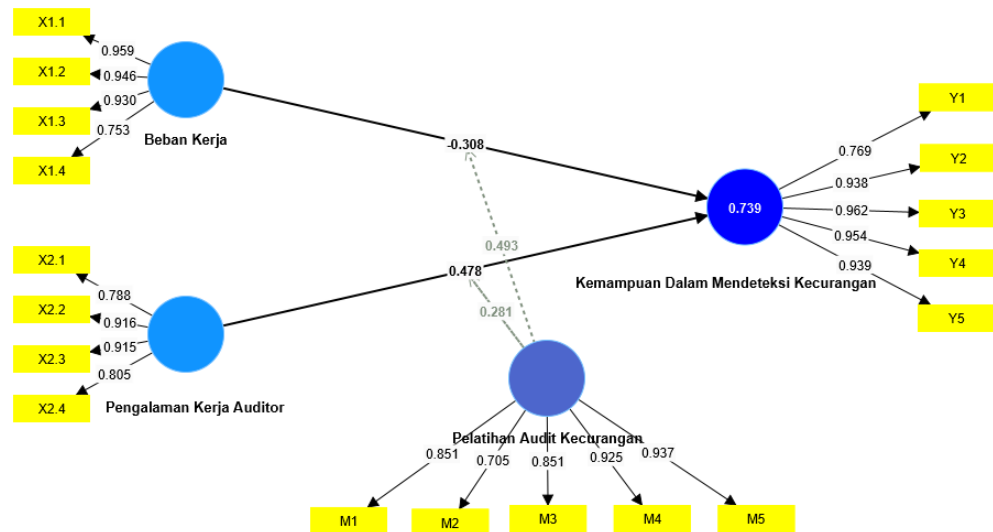 X1.1
0.959
X1.2
0.946
X1.3
0.930
0.753
X1.4
Beban Kerja
-0.308
Y1
0.769
Y2
0.938
0.739
0.962
Y3
0.954
Y4
0.939
Y5
Kemampuan Dalam Mendeteksi Kecurangan
X2.1
0.788
X2.2
0.916
X2.3
0.915
0.805
X2.4
Pengalaman Kerja Auditor
0.493
0.478
0.281
Pelatihan Audit Kecurangan
0.851
0.705
0.851
0.925
0.937
M1
M2
M3
M4
M5